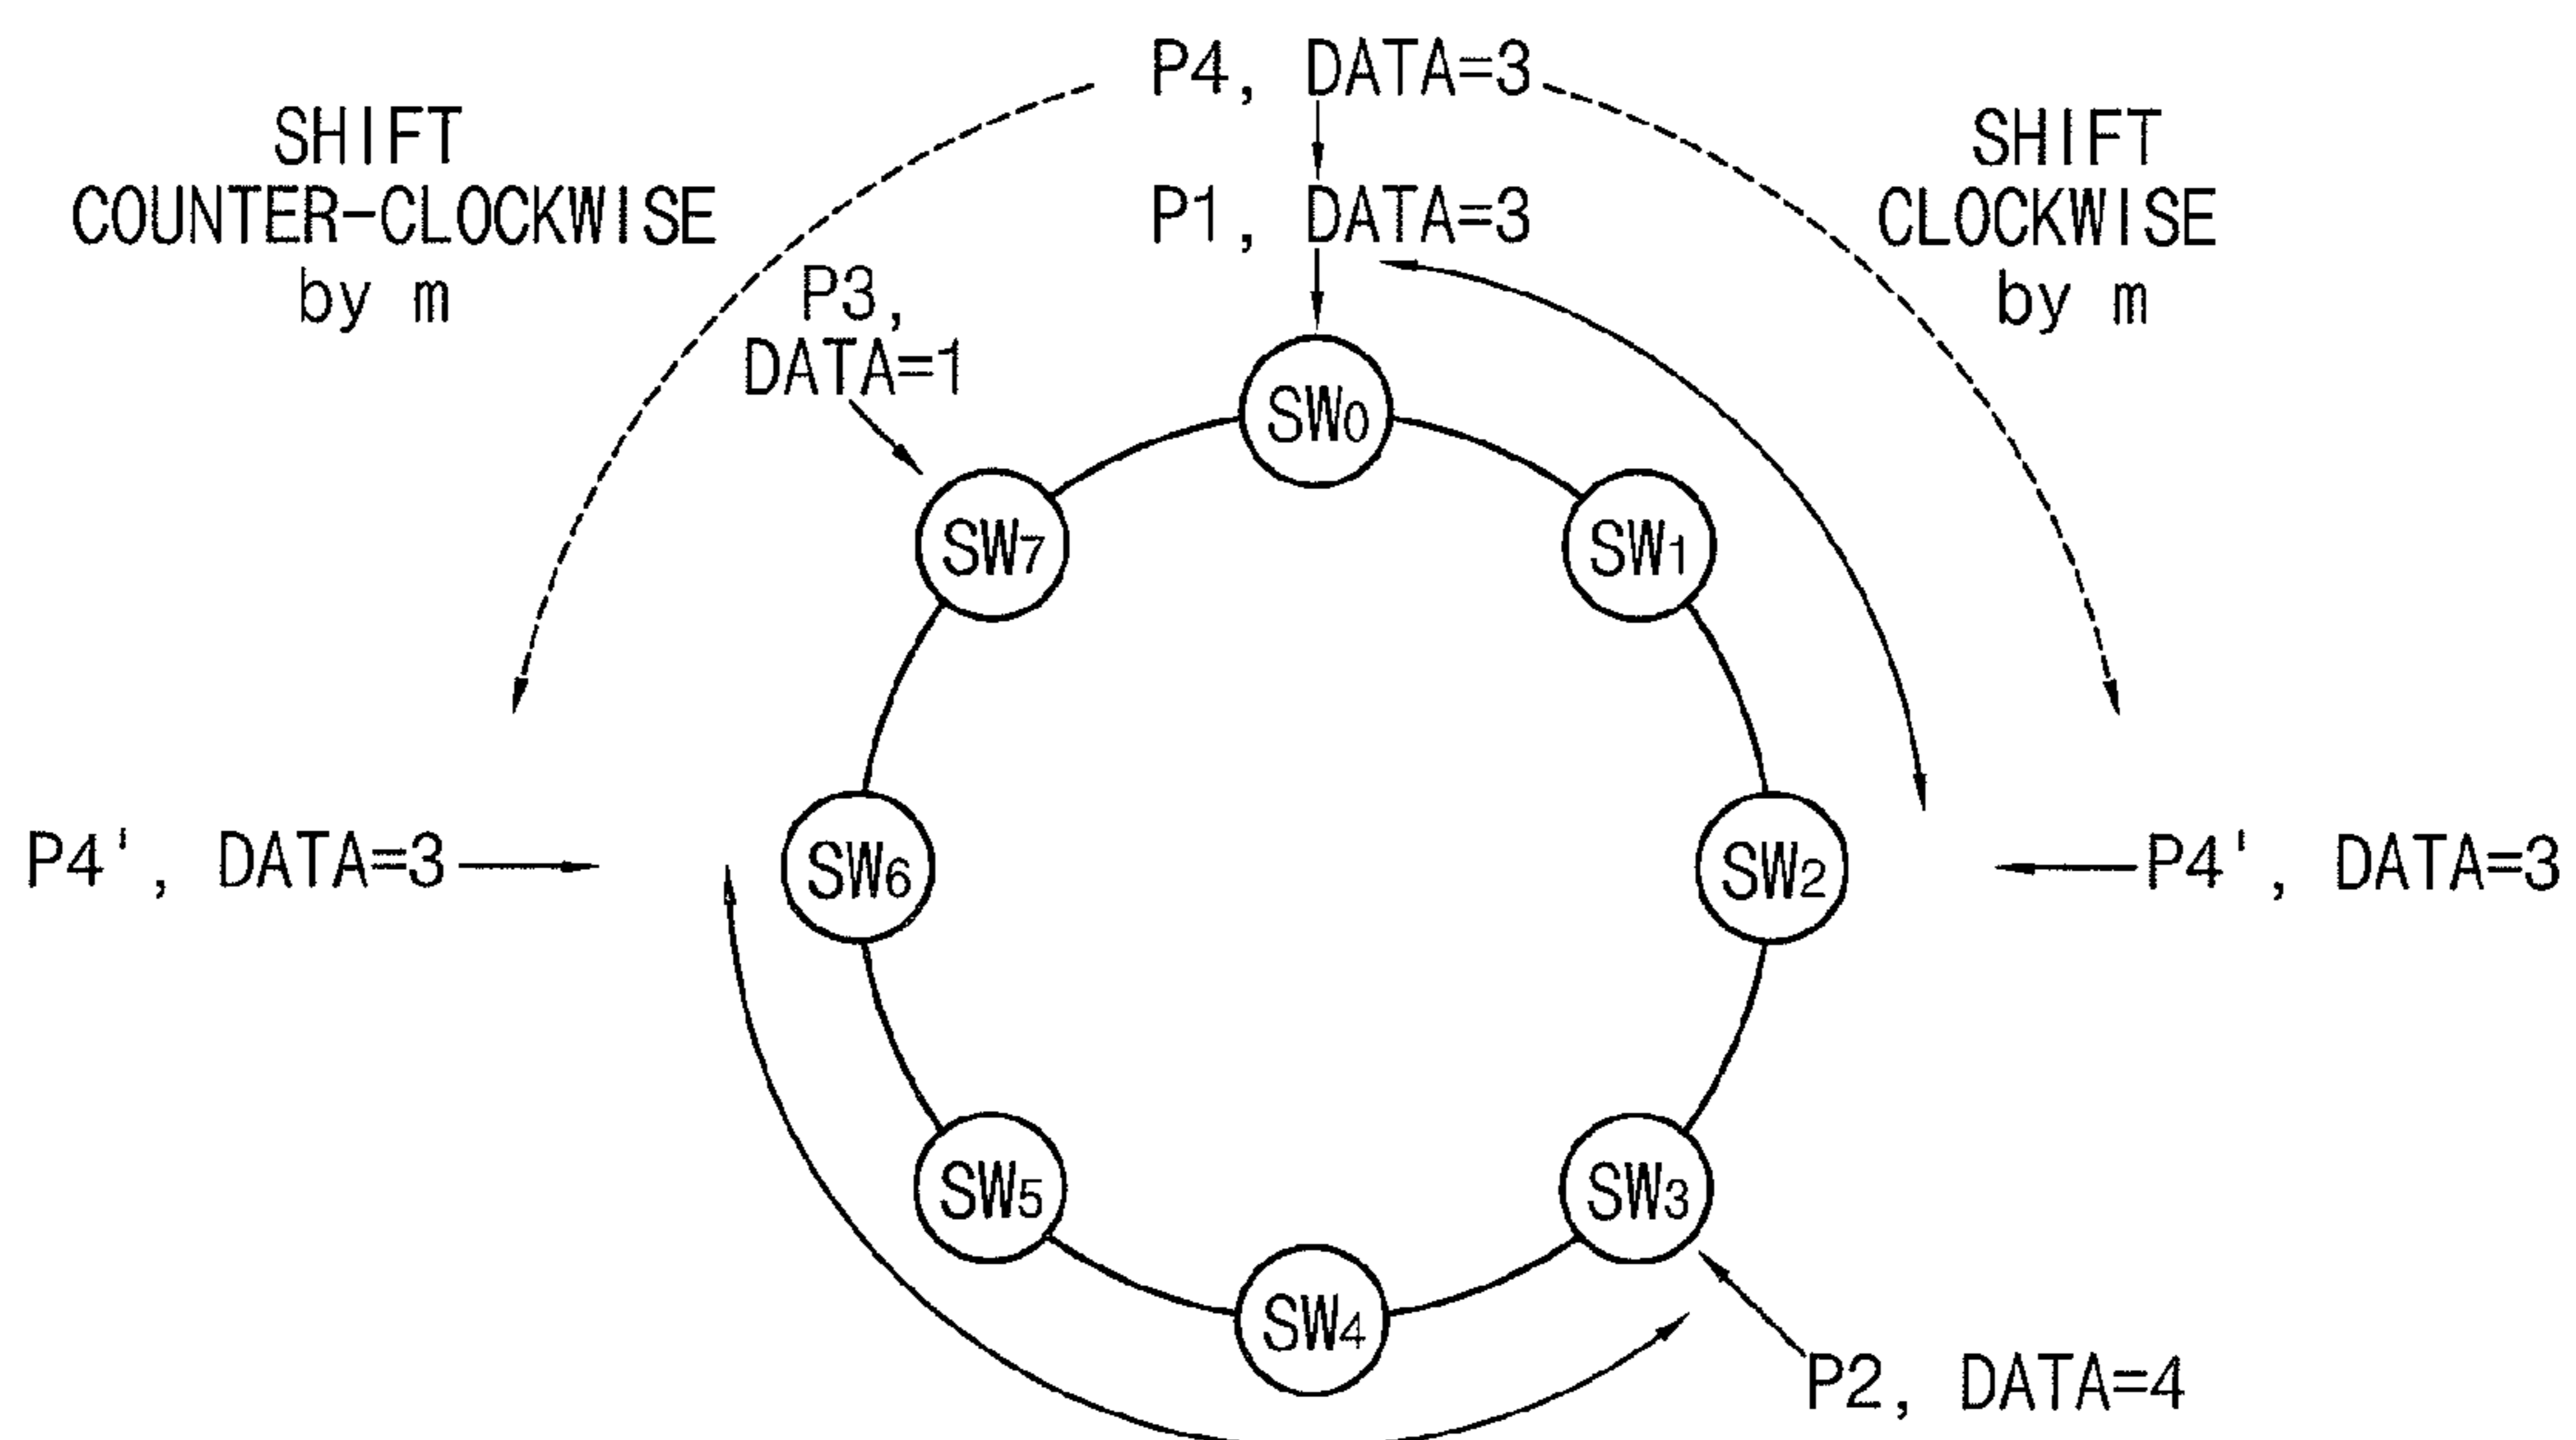 P4, DATA=3
SHIFT
COUNTER-CLOCKWISE
by m
SHIFT
CLOCKWISE
by m
P1, DATA=3
P3,
DATA=1
SW0
SW7
SW1
P4', DATA=3
SW6
SW2
P4', DATA=3
SW5
SW3
SW4
P2, DATA=4